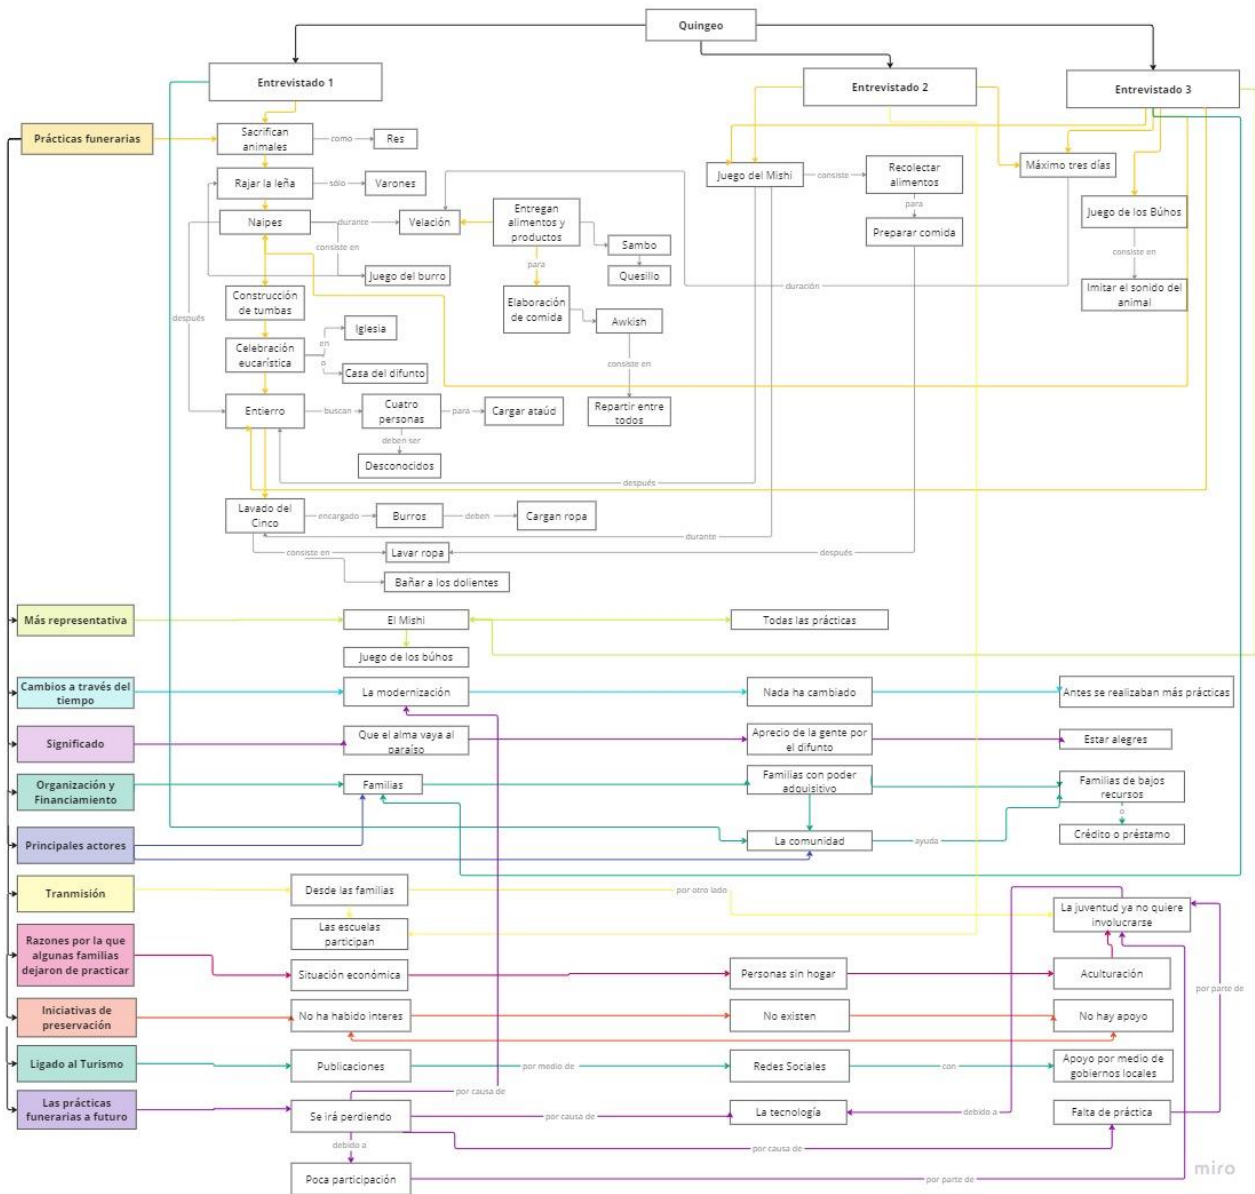 Quingeo
Entrevistado 1
Entrevistado 2
Entrevistado 3
Prácticas funerarias
Sacrifican
animales
como
Res
Rajar la leña
sólo
Varones
Naipes
durante
Velación
consiste en
Juego del burro
Entregan
alimentos y
productos
Sambo
Quesillo
para
Elaboración
de comida
Awkish
consiste en
Repartir entre
todos
Juego del Mishi
consiste
Recolectar
alimentos
para
Preparar comida
Máximo tres días
duración
Juego de los Búhos
consiste en
Imitar el sonido del
animal
Construcción
de tumbas
después
Celebración
eucarística
en
Iglesia
o
Casa del difunto
Entierro
buscan
Cuatro
personas
para
Cargar ataúd
deben ser
Desconocidos
después
Lavado del
Cinco
encargado
Burros
deben
Cargan ropa
durante
consiste en
Lavar ropa
después
Bañar a los dolientes
Más representativa
El Mishi
Todas las prácticas
Juego de los búhos
Cambios a través del
tiempo
La modernización
Nada ha cambiado
Antes se realizaban más prácticas
Significado
Que el alma vaya al
paraíso
Aprecio de la gente por
el difunto
Estar alegres
Organización y
Financiamiento
Familias
Familias con poder
adquisitivo
Familias de bajos
recursos
o
Crédito o préstamo
Principales actores
La comunidad
ayuda
Tranmisión
Desde las familias
por otro lado
La juventud ya no quiere
involucrarse
Las escuelas
participan
Razones por la que
algunas familias
dejaron de practicar
Situación económica
Personas sin hogar
Aculturación
por parte de
Iniciativas de
preservación
No ha habido interes
No existen
No hay apoyo
Ligado al Turismo
Publicaciones
por medio de
Redes Sociales
con
Apoyo por medio de
gobiernos locales
Las prácticas
funerarias a futuro
por causa de
Se irá perdiendo
por causa de
La tecnología
debido a
Falta de práctica
debido a
por causa de
Poca participación
por parte de
miro